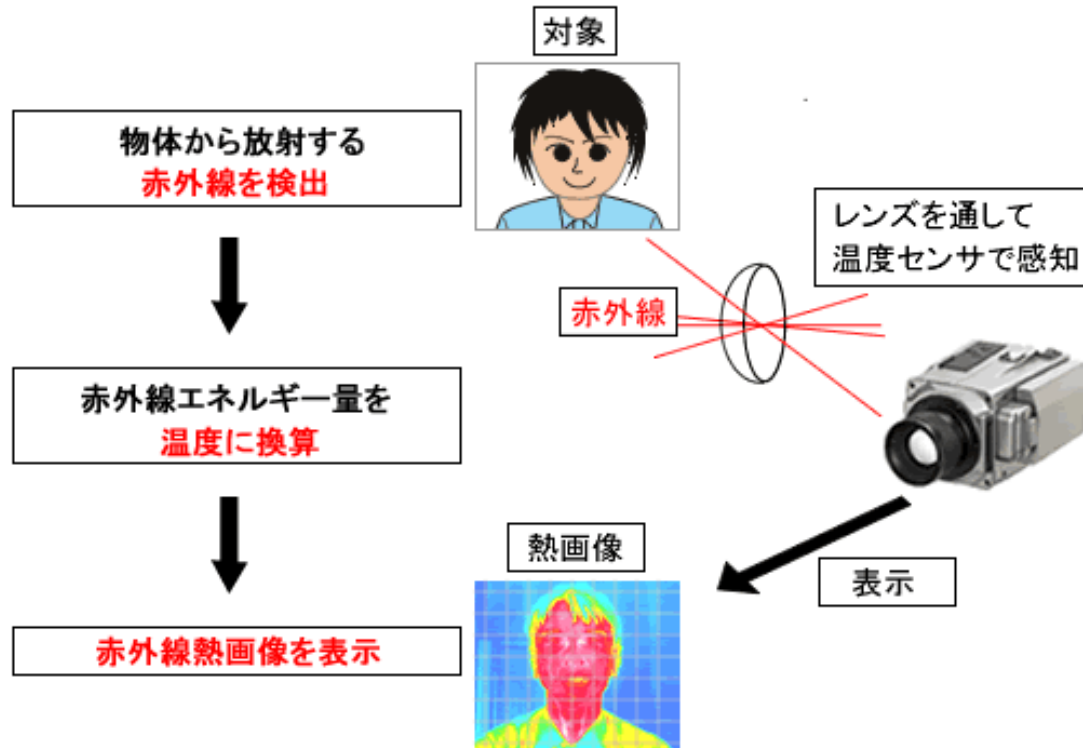 対象
物体から放射する
赤外線を検出
レンズを通して
温度センサで感知
赤外線
赤外線エネルギー量を
温度に換算
熱画像
表示
赤外線熱画像を表示